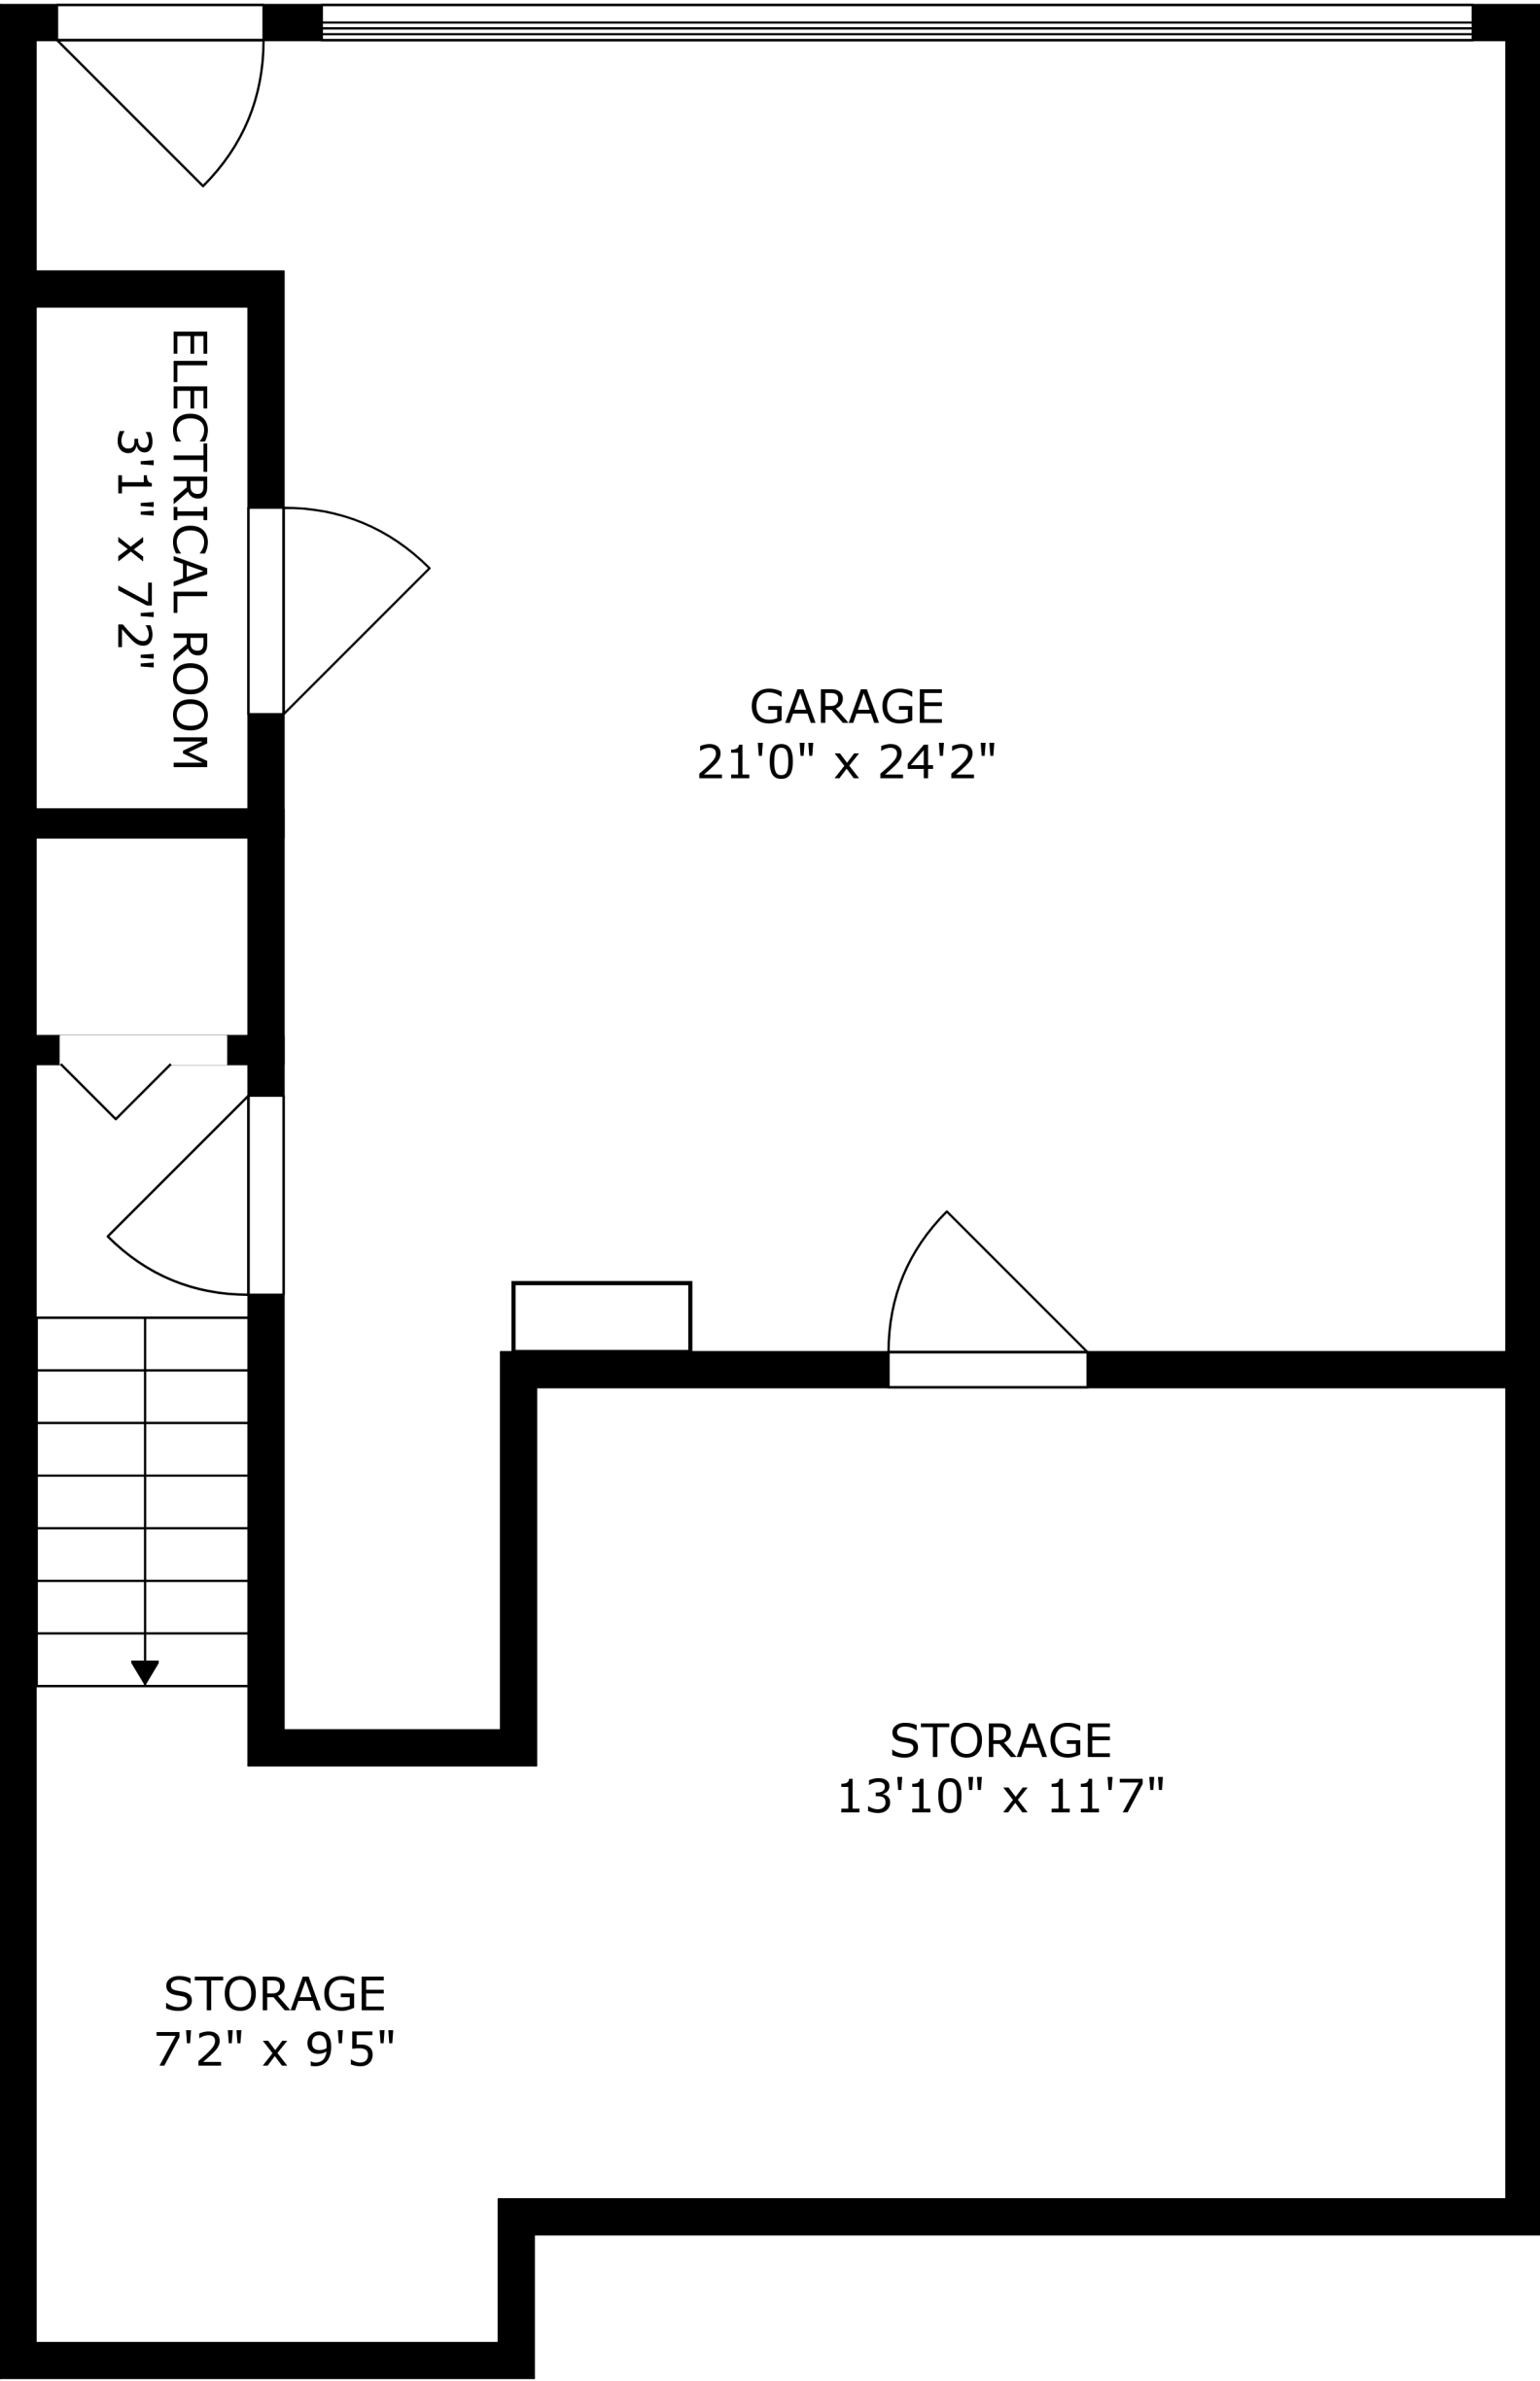 ELECTRICAL ROOM
3'1" x 7'2"
GARAGE
21'0" x 24'2"
STORAGE
13'10" x 11'7"
STORAGE
7'2" x 9'5"